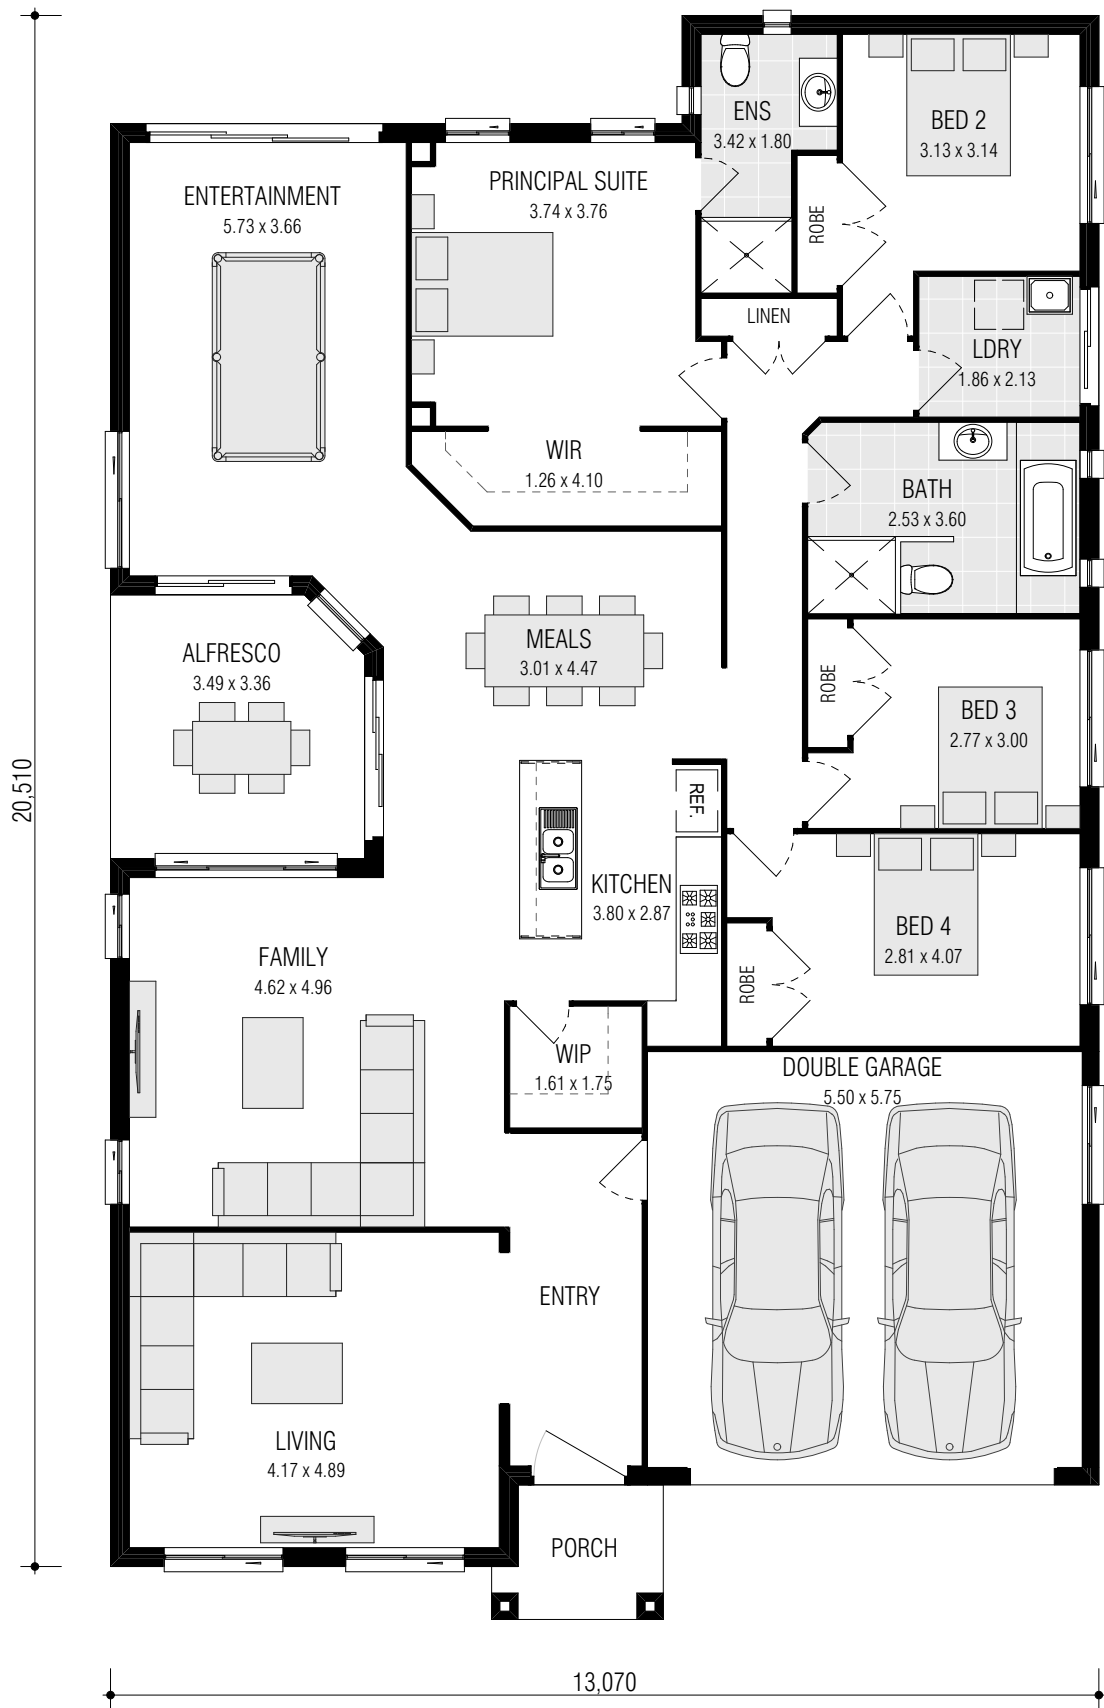 ENS
3.42 x 1.80
BED 2
3.13 x 3.14
ENTERTAINMENT
5.73 x 3.66
PRINCIPAL SUITE
3.74 x 3.76
ROBE
LINEN
LDRY
1.86 x 2.13
WIR
1.26 x 4.10
BATH
2.53 x 3.60
ALFRESCO
3.49 x 3.36
MEALS
3.01 x 4.47
ROBE
BED 3
2.77 x 3.00
20,510
REF.
KITCHEN
3.80 x 2.87
BED 4
2.81 x 4.07
FAMILY
4.62 x 4.96
ROBE
WIP
1.61 x 1.75
DOUBLE GARAGE
5.50 x 5.75
ENTRY
LIVING
4.17 x 4.89
PORCH
13,070